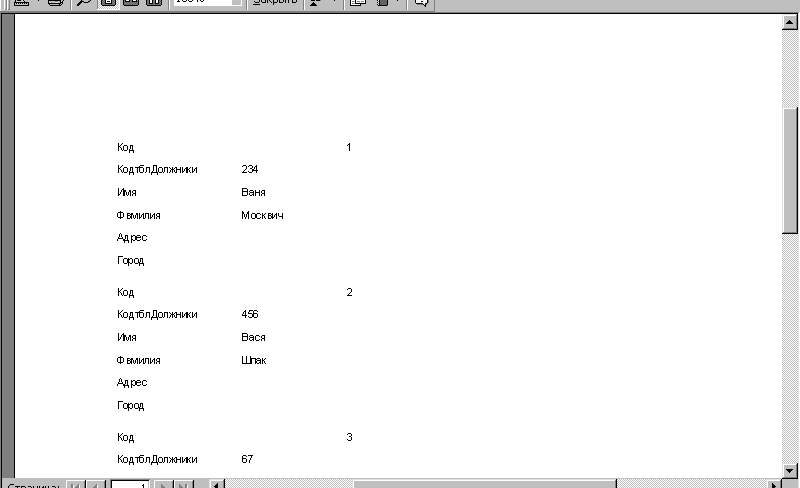 Закрыть
Код 1
КодтблДолжники 234
Имя Ваня
Фамилия Москвич
Адрес
Город
Код 2
КодтблДолжники 456
Имя Вася
Фамилия Шпак
Адрес
Город
Код 3
КодтблДолжники 67
Страница: 1